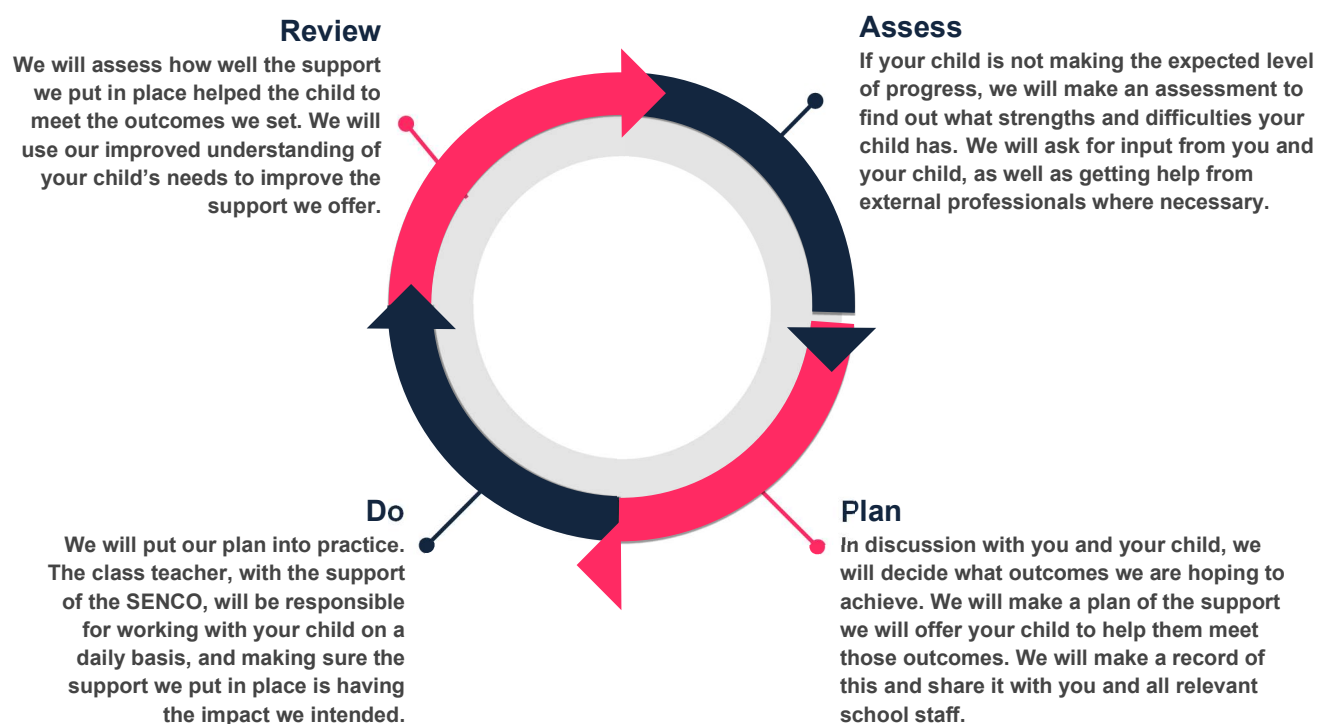 Review
We will assess how well the support
we put in place helped the child to
meet the outcomes we set. We will
use our improved understanding of
your child’s needs to improve the
support we offer.
Assess
If your child is not making the expected level
of progress, we will make an assessment to
find out what strengths and difficulties your
child has. We will ask for input from you and
your child, as well as getting help from
external professionals where necessary.
Do
We will put our plan into practice.
The class teacher, with the support
of the SENCO, will be responsible
for working with your child on a
daily basis, and making sure the
support we put in place is having
the impact we intended.
Plan
In discussion with you and your child, we
will decide what outcomes we are hoping to
achieve. We will make a plan of the support
we will offer your child to help them meet
those outcomes. We will make a record of
this and share it with you and all relevant
school staff.